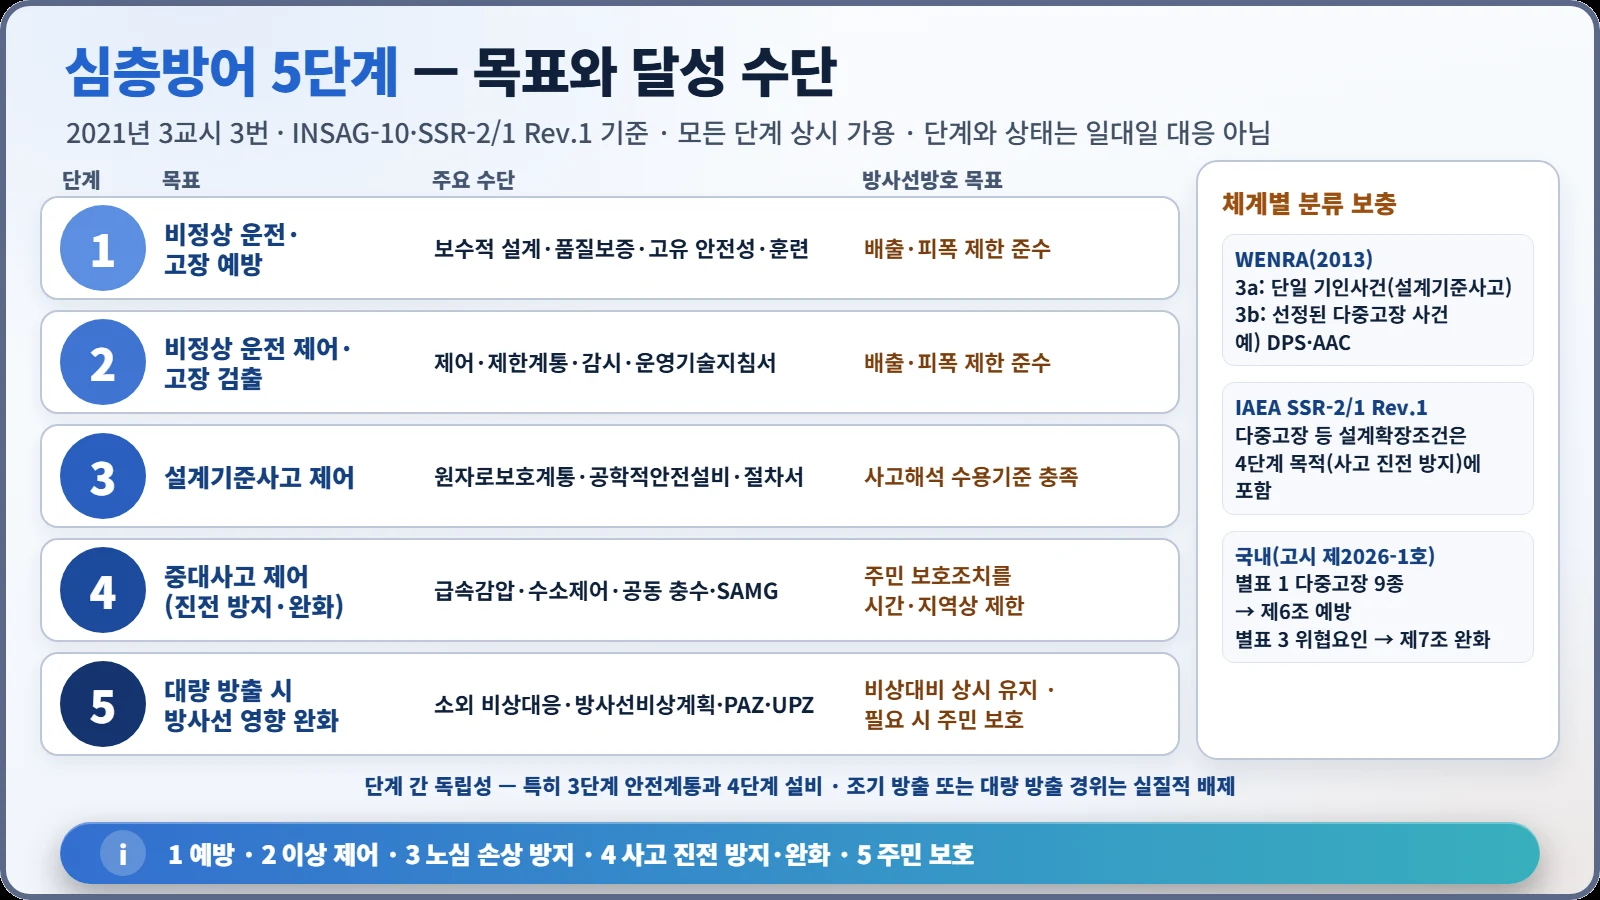 심층방어 5단계 — 목표와 달성 수단
2021년 3교시 3번 · INSAG-10·SSR-2/1 Rev.1 기준 · 모든 단계 상시 가용 · 단계와 상태는 일대일 대응 아님
단계 목표 주요 수단 방사선방호 목표
1
비정상 운전·
고장 예방
보수적 설계·품질보증·고유 안전성·훈련
배출·피폭 제한 준수
2
비정상 운전 제어·
고장 검출
제어·제한계통·감시·운영기술지침서
배출·피폭 제한 준수
3
설계기준사고 제어
원자로보호계통·공학적안전설비·절차서
사고해석 수용기준 충족
4
중대사고 제어
(진전 방지·완화)
급속감압·수소제어·공동 충수·SAMG
주민 보호조치를
시간·지역상 제한
5
대량 방출 시
방사선 영향 완화
소외 비상대응·방사선비상계획·PAZ·UPZ
비상대비 상시 유지 ·
필요 시 주민 보호
체계별 분류 보충
WENRA(2013)
3a: 단일 기인사건(설계기준사고)
3b: 선정된 다중고장 사건
예) DPS·AAC
IAEA SSR-2/1 Rev.1
다중고장 등 설계확장조건은
4단계 목적(사고 진전 방지)에
포함
국내(고시 제2026-1호)
별표 1 다중고장 9종
→ 제6조 예방
별표 3 위협요인 → 제7조 완화
단계 간 독립성 — 특히 3단계 안전계통과 4단계 설비 · 조기 방출 또는 대량 방출 경위는 실질적 배제
i 1 예방 · 2 이상 제어 · 3 노심 손상 방지 · 4 사고 진전 방지·완화 · 5 주민 보호